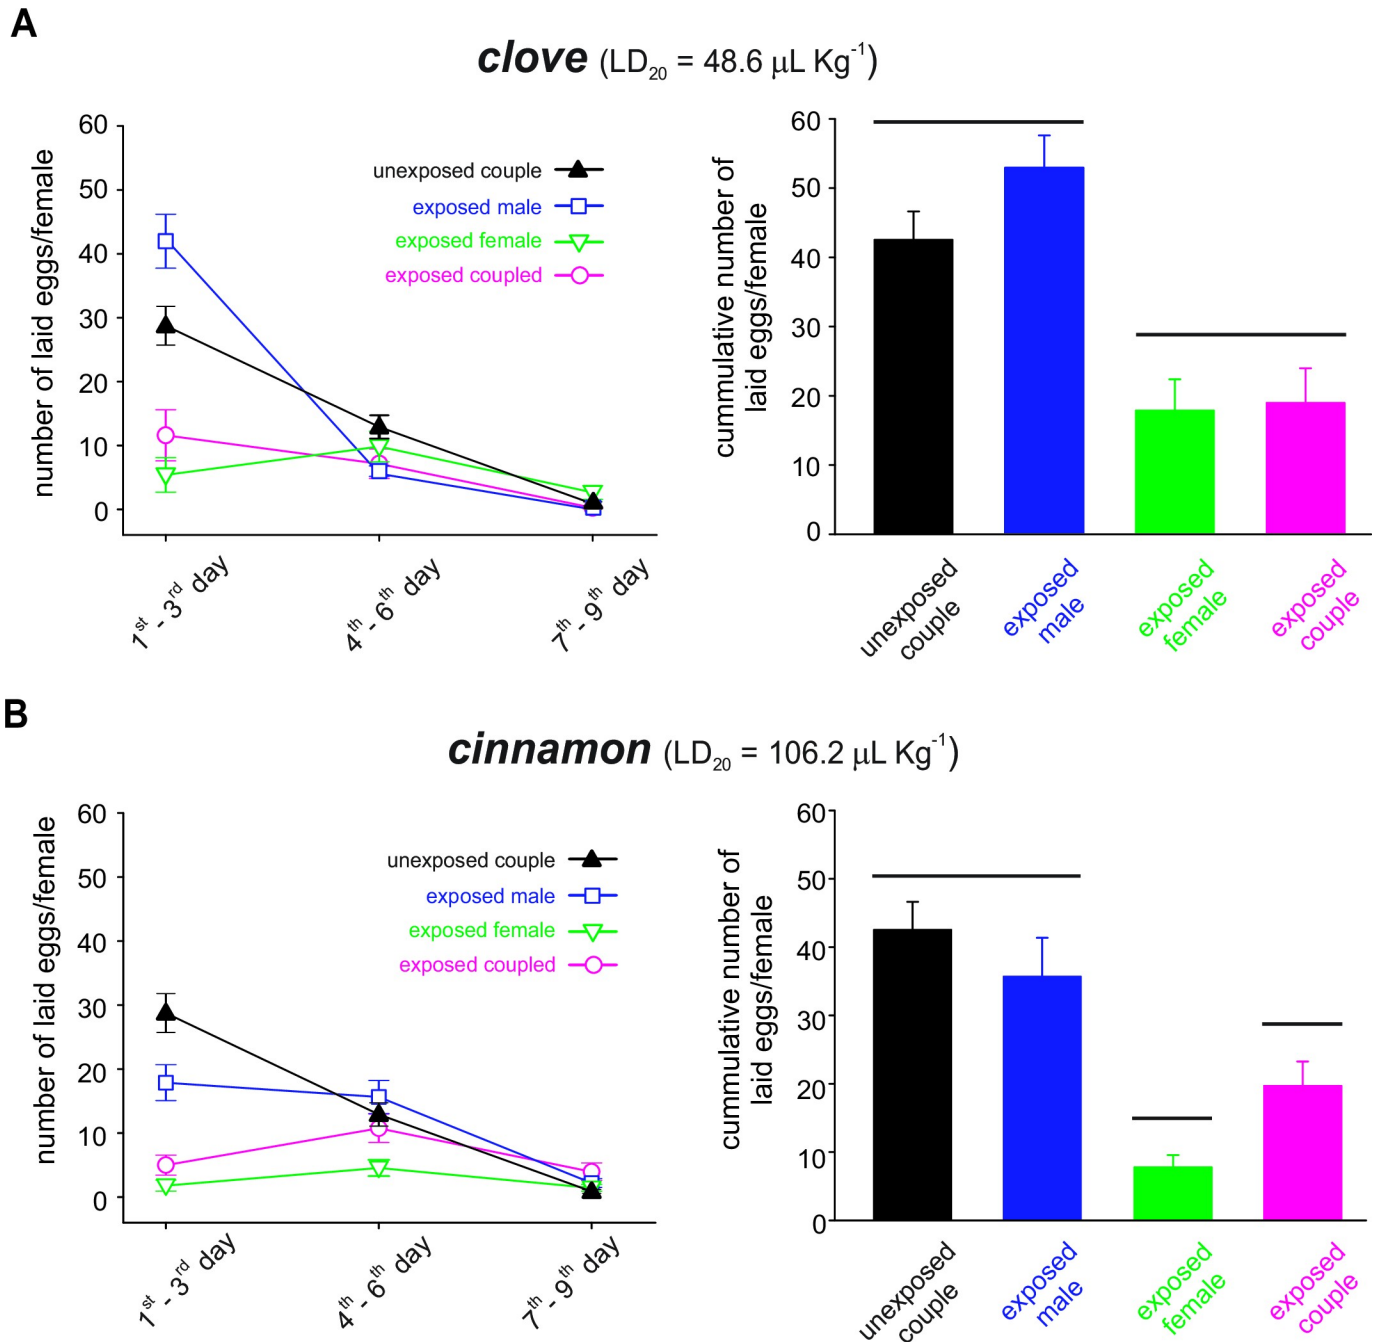 A
clove (LD20 = 48.6 µL Kg-1)
number of laid eggs/female
60
50
40
30
20
10
0
unexposed couple
exposed male
exposed female
exposed coupled
1st - 3rd day
4th - 6th day
7th - 9th day
cummulative number of
laid eggs/female
60
50
40
30
20
10
0
unexposed
couple
exposed
male
exposed
female
exposed
couple
B
cinnamon (LD20 = 106.2 µL Kg-1)
number of laid eggs/female
60
50
40
30
20
10
0
unexposed couple
exposed male
exposed female
exposed coupled
1st - 3rd day
4th - 6th day
7th - 9th day
cummulative number of
laid eggs/female
60
50
40
30
20
10
0
unexposed
couple
exposed
male
exposed
female
exposed
couple